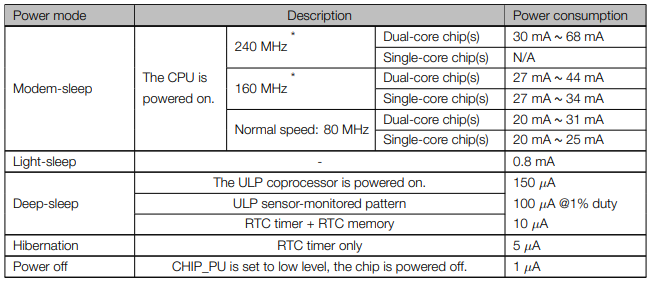 Power mode Description Power consumption
Modem-sleep The CPU is powered on. 240 MHz * Dual-core chip(s) 30 mA ~ 68 mA
Single-core chip(s) N/A
160 MHz * Dual-core chip(s) 27 mA ~ 44 mA
Single-core chip(s) 27 mA ~ 34 mA
Normal speed: 80 MHz Dual-core chip(s) 20 mA ~ 31 mA
Single-core chip(s) 20 mA ~ 25 mA
Light-sleep - 0.8 mA
Deep-sleep The ULP coprocessor is powered on. 150 μA
ULP sensor-monitored pattern 100 μA @1% duty
RTC timer + RTC memory 10 μA
Hibernation RTC timer only 5 μA
Power off CHIP_PU is set to low level, the chip is powered off. 1 μA